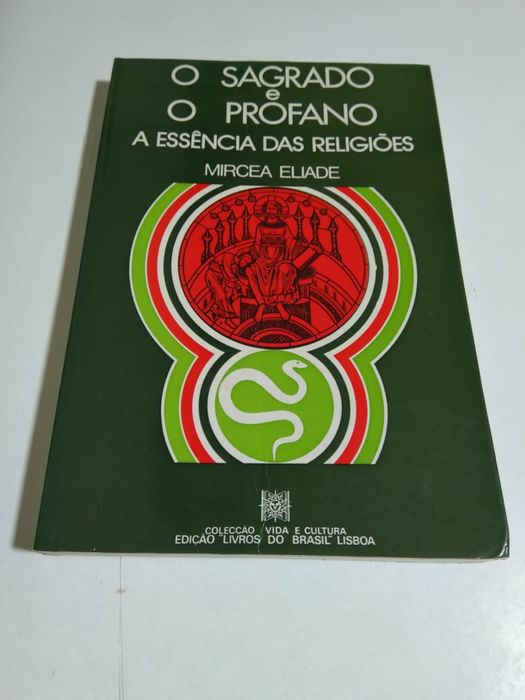 O SAGRADO
e
O PROFANO
A ESSÊNCIA DAS RELIGIÕES
MIRCEA ELIADE
COLECÇÃO VIDA E CULTURA
EDIÇÃO "LIVROS DO BRASIL" LISBOA